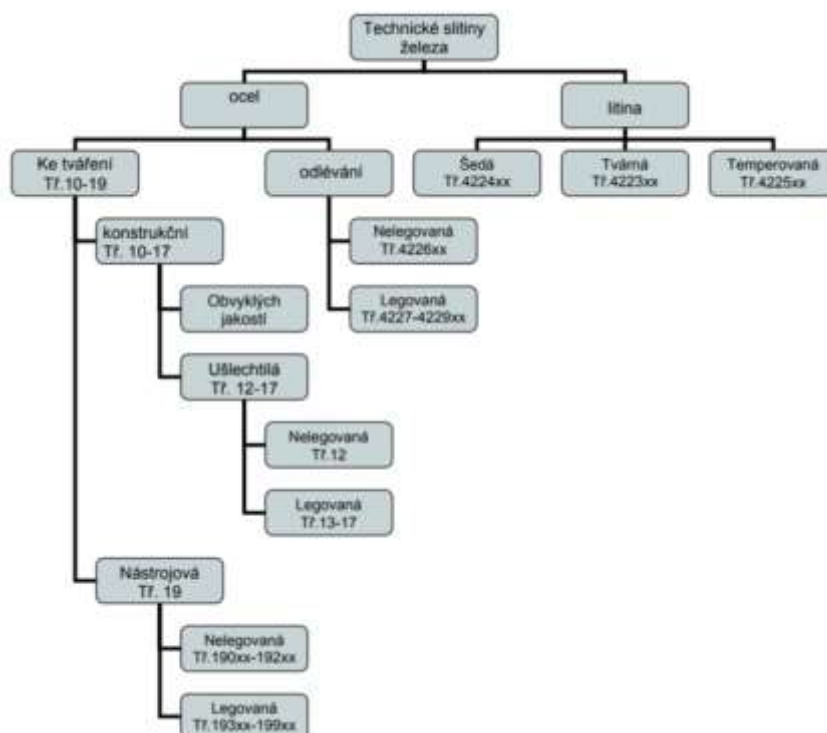 Technické slitiny
železa
ocel
litina
Ke tváření
Tř.10-19
odlévání
Šedá
Tř.4224xx
Tvárná
Tř.4223xx
Temperovaná
Tř.4225xx
konstrukční
Tř. 10-17
Nelegovaná
Tř.4226xx
Obvyklých
jakostí
Legovaná
Tř.4227-4229xx
Ušlechtilá
Tř. 12-17
Nelegovaná
Tř.12
Legovaná
Tř.13-17
Nástrojová
Tř. 19
Nelegovaná
Tř.190xx-192xx
Legovaná
Tř.193xx-199xx